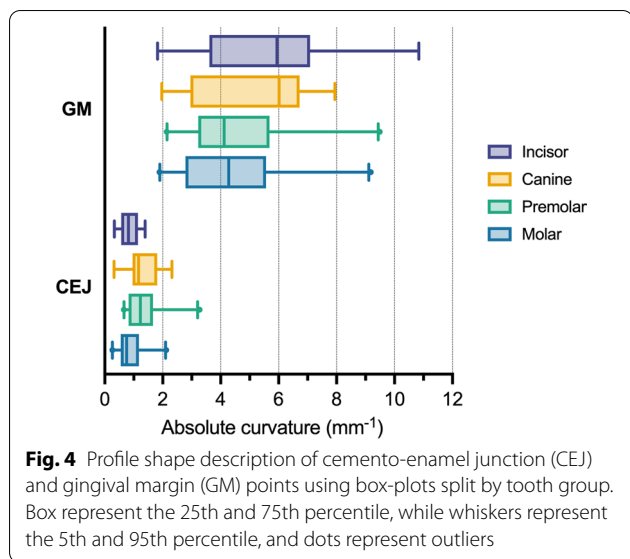 GM
CEJ
Incisor
Canine
Premolar
Molar
0 2 4 6 8 10 12
Absolute curvature (mm-1)
Fig. 4 Profile shape description of cemento-enamel junction (CEJ)
and gingival margin (GM) points using box-plots split by tooth group.
Box represent the 25th and 75th percentile, while whiskers represent
the 5th and 95th percentile, and dots represent outliers